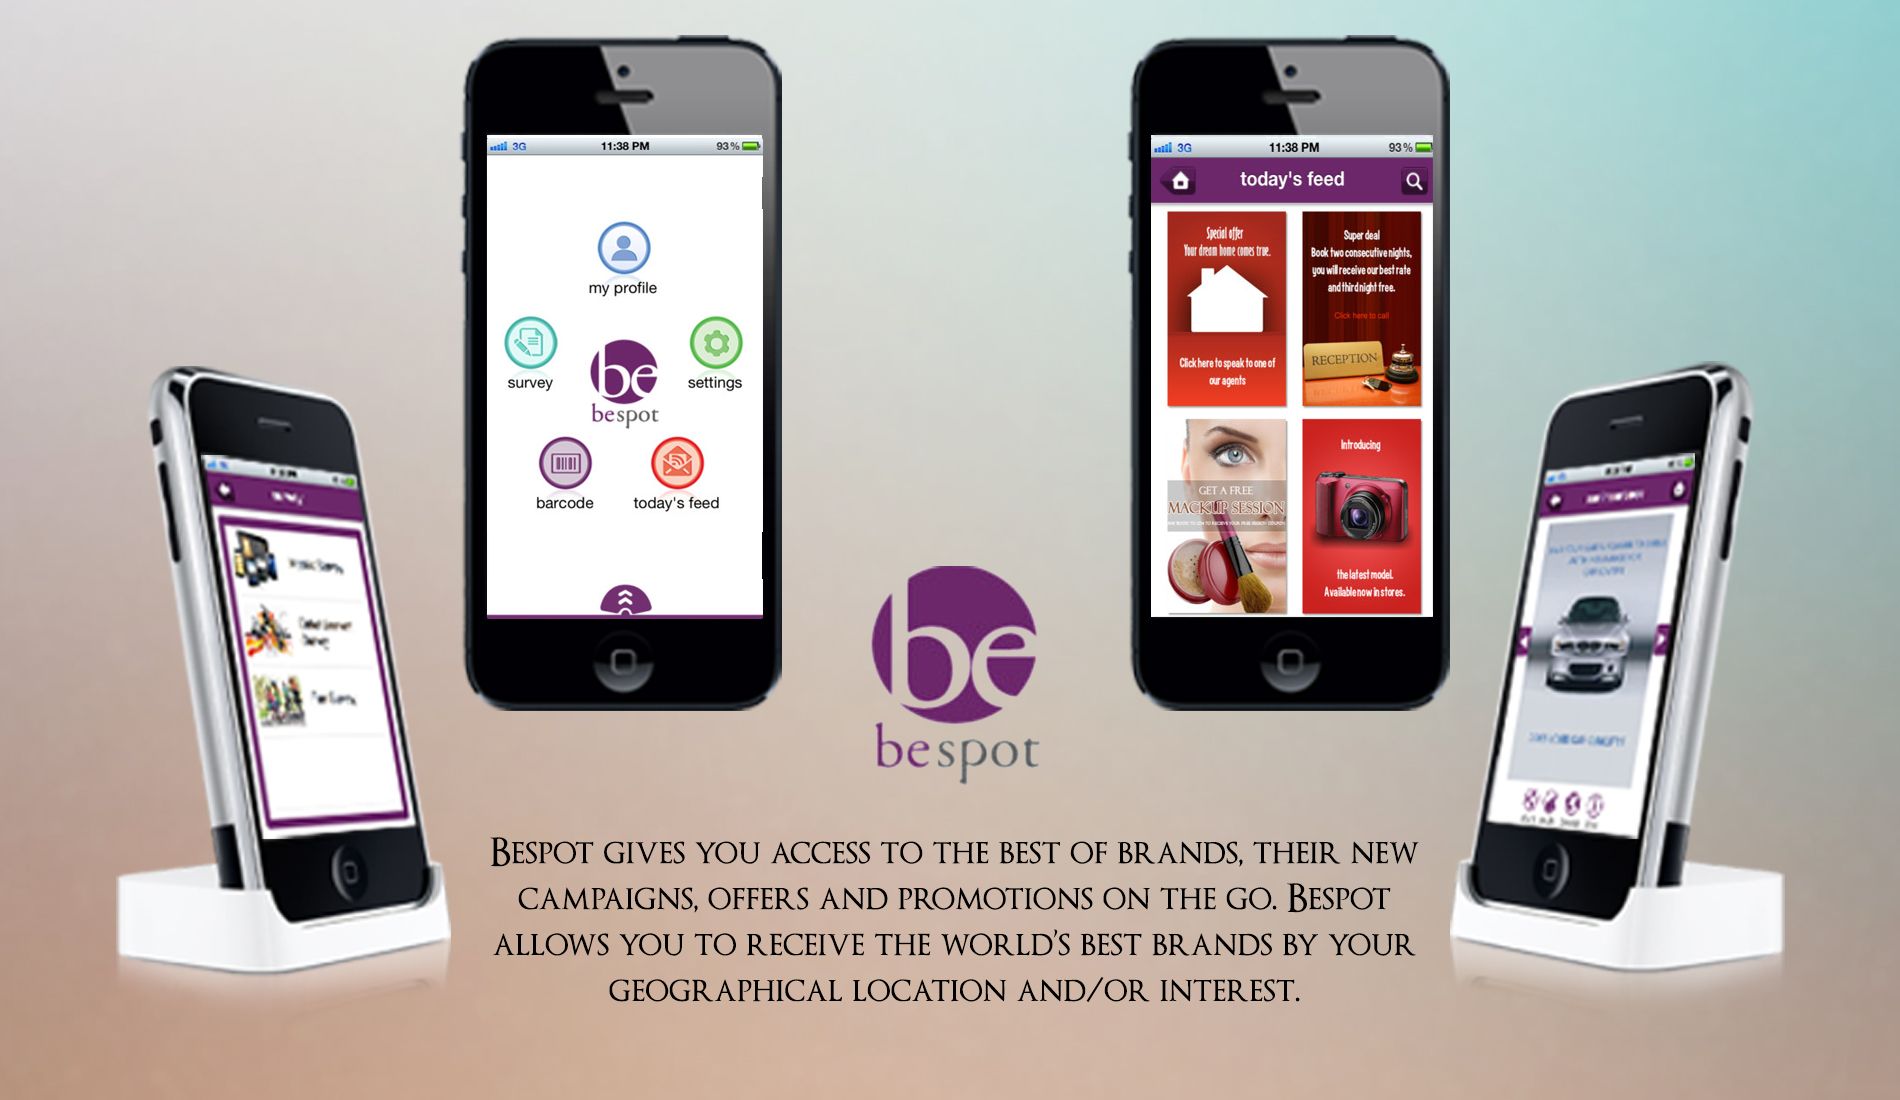 3G 11:38 PM 93%
my profile
survey
settings
be
bespot
barcode
today's feed
3G 11:38 PM 93%
today's feed
Special offer
Your dream home comes true.
Click here to speak to one of
our agents
Super deal
Book two consecutive nights,
you will receive our best rate
and third night free.
Click here to call
RECEPTION
GET A FREE
MACKUP SESSION
Introducing
the latest model.
Available now in stores.
be
bespot
Bespot gives you access to the best of brands, their new
campaigns, offers and promotions on the go. Bespot
allows you to receive the world's best brands by your
geographical location and/or interest.